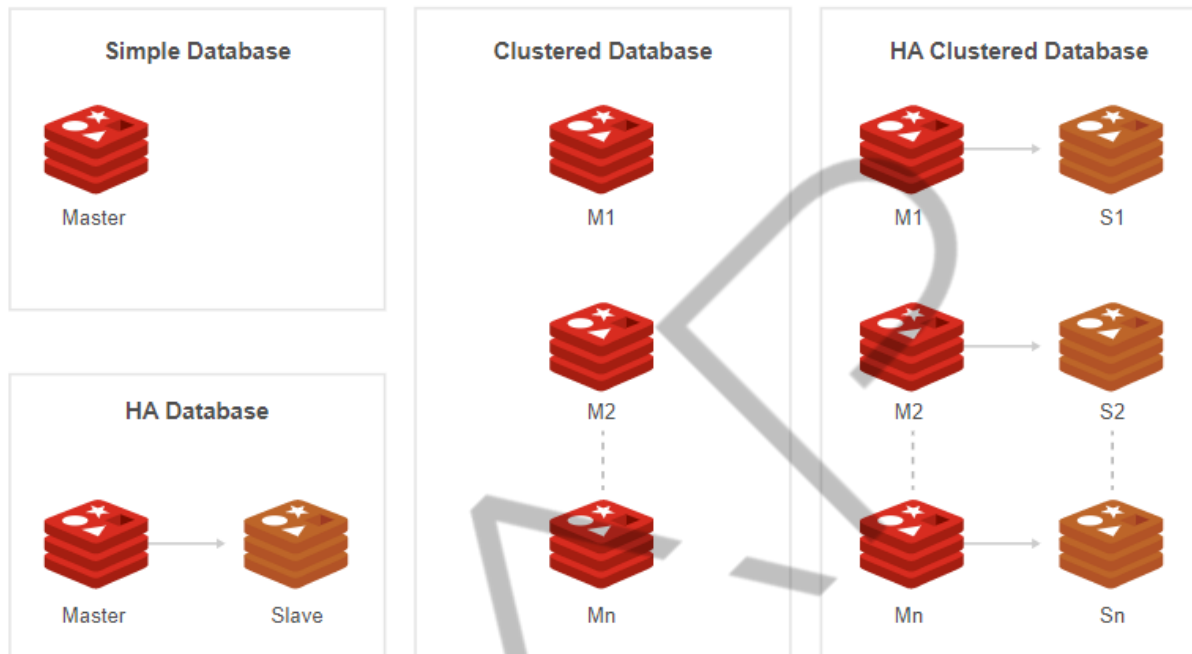 Simple Database
Master
HA Database
Master Slave
Clustered Database
M1
M2
Mn
HA Clustered Database
M1 S1
M2 S2
Mn Sn